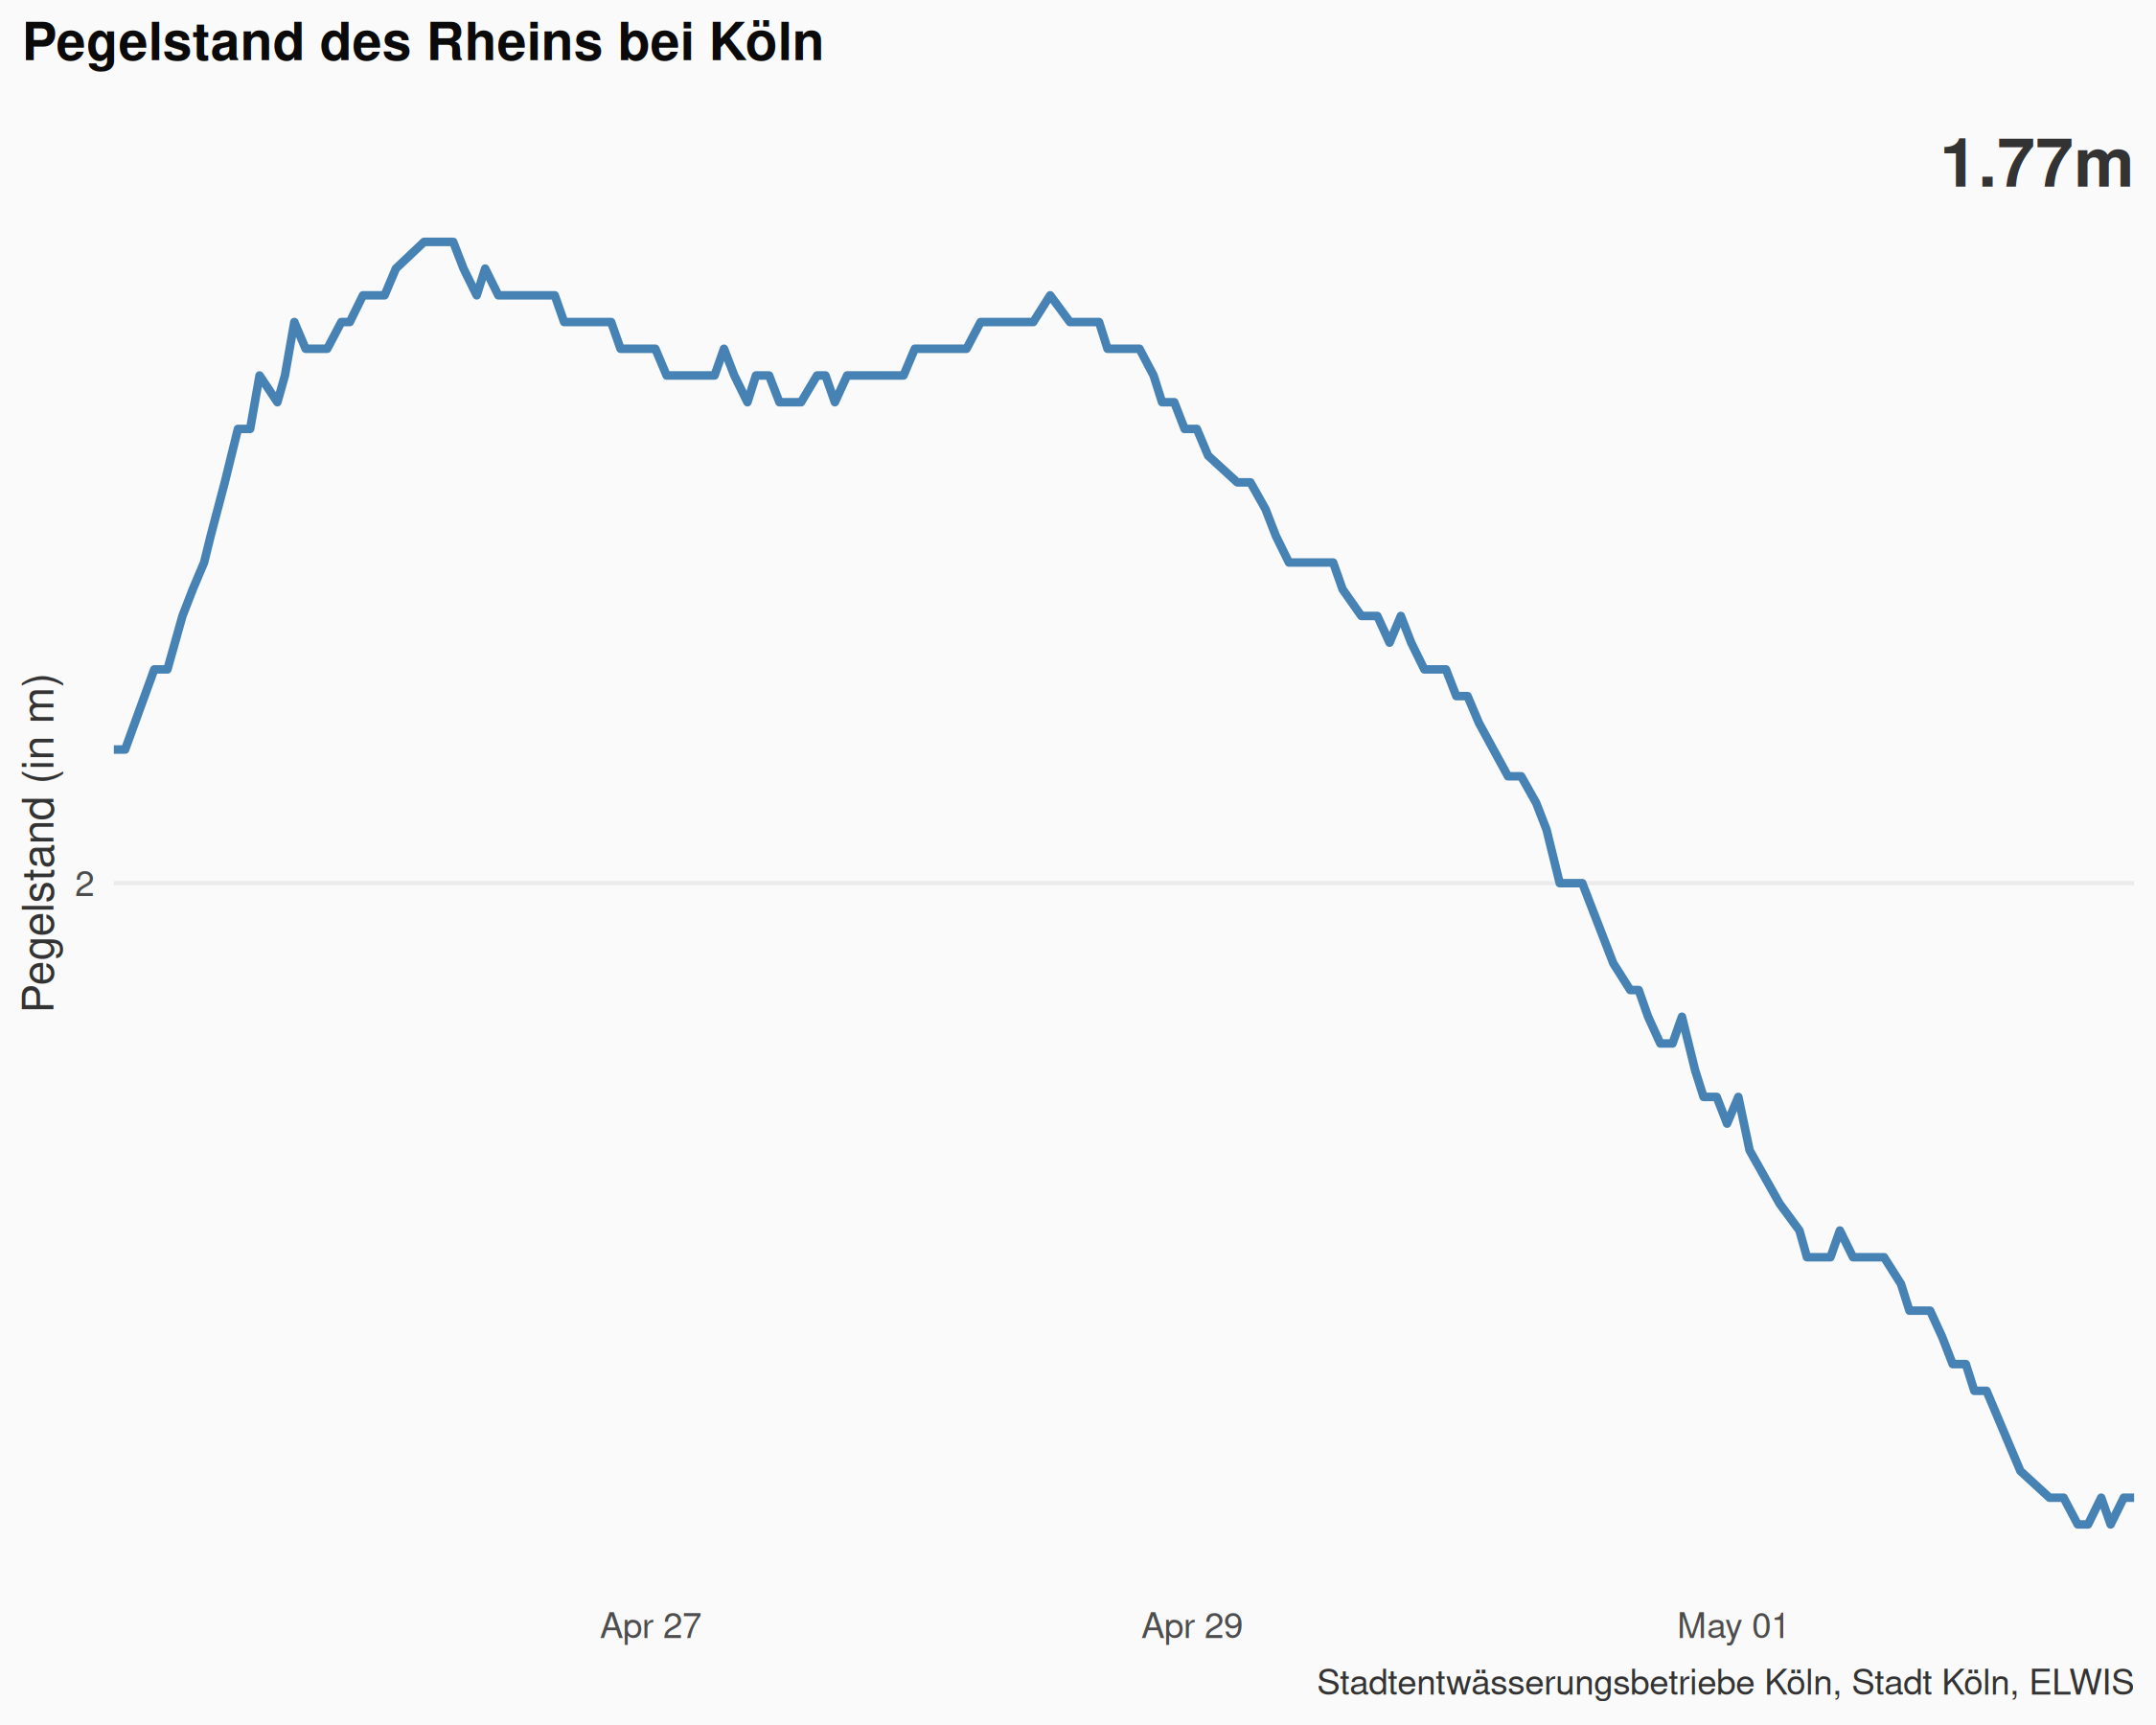 Pegelstand des Rheins bei Köln
1.77m
Pegelstand (in m)
2
Apr 27
Apr 29
May 01
Stadtentwässerungsbetriebe Köln, Stadt Köln, ELWIS